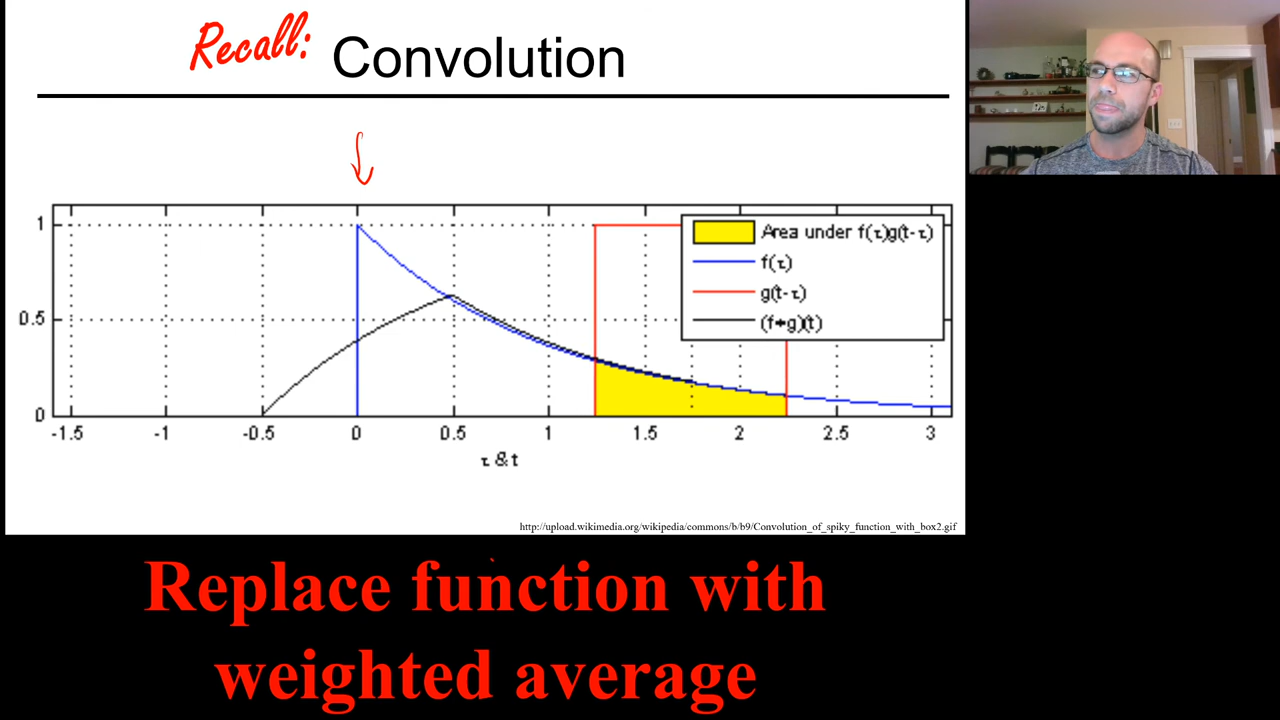 Recall: Convolution
1
0.5
0
Area under f(τ)g(t-τ)
f(τ)
g(t-τ)
(f∗g)(t)
-1.5 -1 -0.5 0 0.5 1 1.5 2 2.5 3
τ & t
http://upload.wikimedia.org/wikipedia/commons/b/b9/Convolution_of_spiky_function_with_box2.gif
Replace function with
weighted average